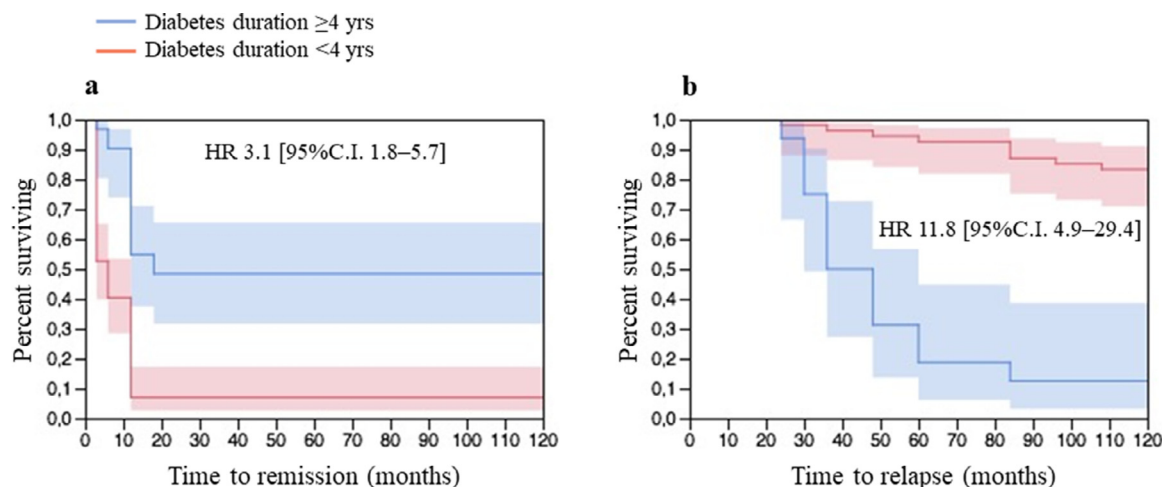 Diabetes duration ≥4 yrs
Diabetes duration <4 yrs
a
HR 3.1 [95%C.I. 1.8–5.7]
Percent surviving
1,0
0,9
0,8
0,7
0,6
0,5
0,4
0,3
0,2
0,1
0,0
0 10 20 30 40 50 60 70 80 90 100 110 120
Time to remission (months)
b
HR 11.8 [95%C.I. 4.9–29.4]
Percent surviving
1,0
0,9
0,8
0,7
0,6
0,5
0,4
0,3
0,2
0,1
0,0
0 10 20 30 40 50 60 70 80 90 100 110 120
Time to relapse (months)